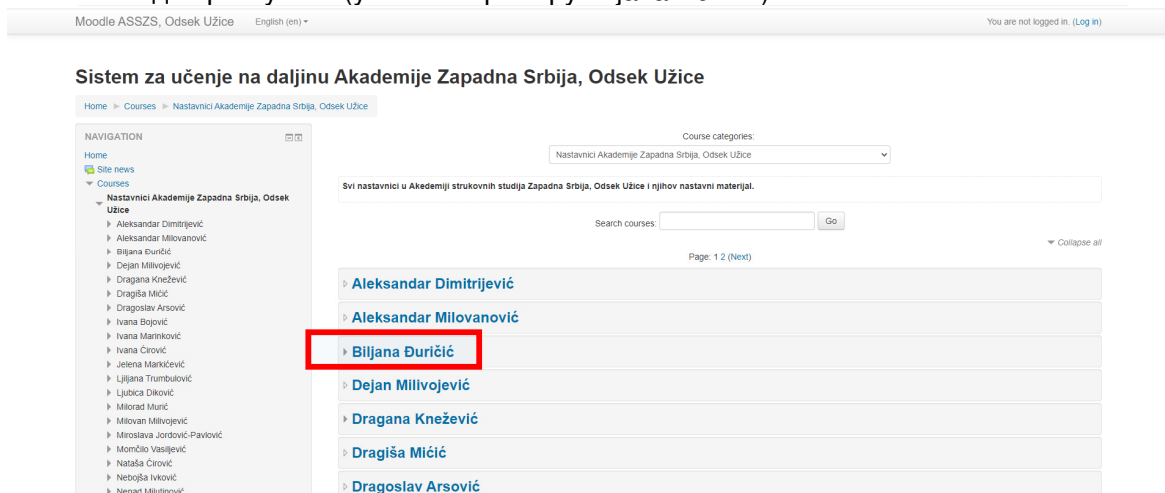 Moodle ASSZS, Odsek Užice English (en)
You are not logged in. (Log in)
Sistem za učenje na daljinu Akademije Zapadna Srbija, Odsek Užice
Home Courses Nastavnici Akademije Zapadna Srbija, Odsek Užice
NAVIGATION
Home
Site news
Courses
Nastavnici Akademije Zapadna Srbija, Odsek
Užice
Aleksandar Dimitrijević
Aleksandar Milovanović
Biljana Đuričić
Dejan Milivojević
Dragana Knežević
Dragiša Mićić
Dragoslav Arsović
Ivana Bojović
Ivana Marinković
Ivana Ćirović
Jelena Markićević
Ljiljana Trumbulović
Ljubica Diković
Milorad Murić
Milovan Milivojević
Miroslava Jordović-Pavlović
Momčilo Vasiljević
Nataša Ćirović
Nebojša Ivković
Nenad Milutinović
Course categories:
Nastavnici Akademije Zapadna Srbija, Odsek Užice
Svi nastavnici u Akedemiji strukovnih studija Zapadna Srbija, Odsek Užice i njihov nastavni materijal.
Search courses: Go
Collapse all
Page: 1 2 (Next)
Aleksandar Dimitrijević
Aleksandar Milovanović
Biljana Đuričić
Dejan Milivojević
Dragana Knežević
Dragiša Mićić
Dragoslav Arsović